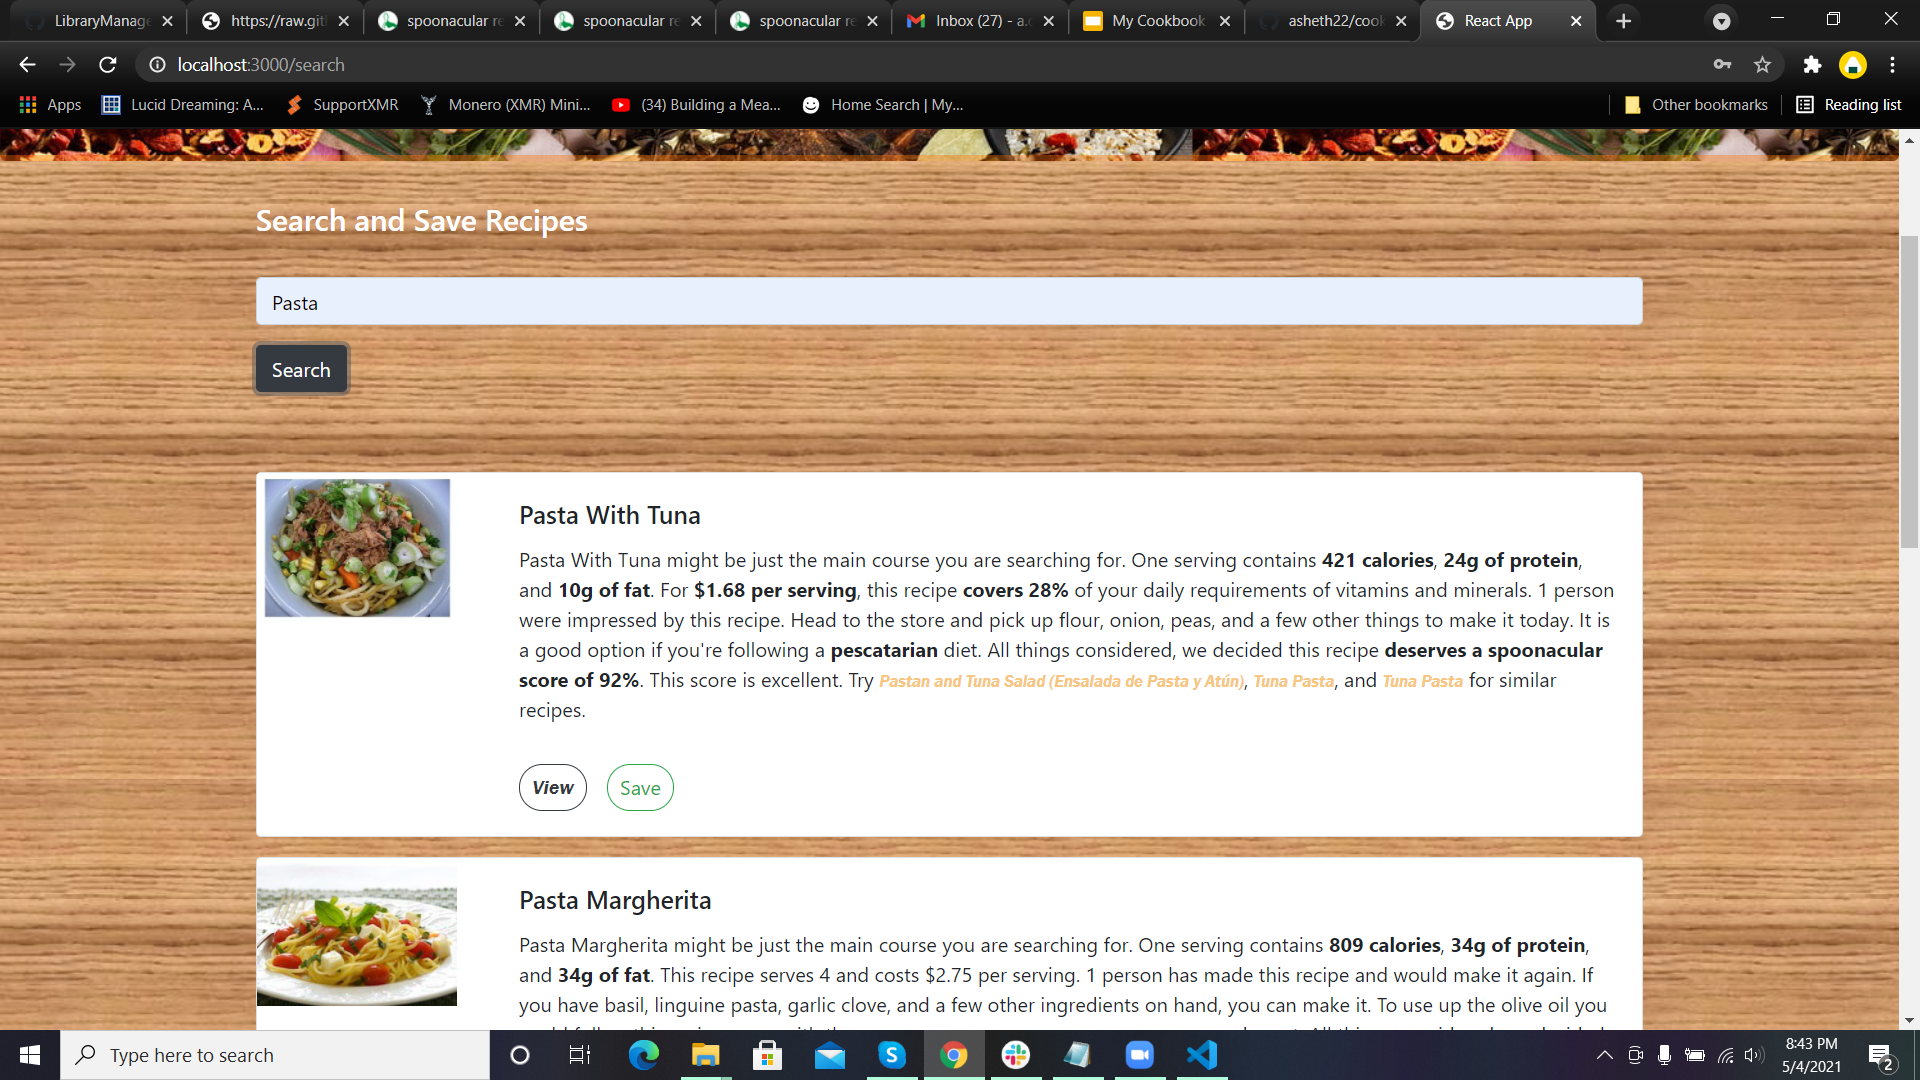 LibraryManage
https://raw.git
spoonacular re
spoonacular re
spoonacular re
Inbox (27) - a.c
My Cookbook
asheth22/cook
React App
localhost:3000/search
Apps
Lucid Dreaming: A...
SupportXMR
Monero (XMR) Mini...
(34) Building a Mea...
Home Search | My...
Other bookmarks
Reading list
Search and Save Recipes
Pasta
Search
Pasta With Tuna
Pasta With Tuna might be just the main course you are searching for. One serving contains 421 calories, 24g of protein,
and 10g of fat. For $1.68 per serving, this recipe covers 28% of your daily requirements of vitamins and minerals. 1 person
were impressed by this recipe. Head to the store and pick up flour, onion, peas, and a few other things to make it today. It is
a good option if you're following a pescatarian diet. All things considered, we decided this recipe deserves a spoonacular
score of 92%. This score is excellent. Try Pastan and Tuna Salad (Ensalada de Pasta y Atún), Tuna Pasta, and Tuna Pasta for similar
recipes.
View
Save
Pasta Margherita
Pasta Margherita might be just the main course you are searching for. One serving contains 809 calories, 34g of protein,
and 34g of fat. This recipe serves 4 and costs $2.75 per serving. 1 person has made this recipe and would make it again. If
you have basil, linguine pasta, garlic clove, and a few other ingredients on hand, you can make it. To use up the olive oil you
Type here to search
8:43 PM
5/4/2021
2